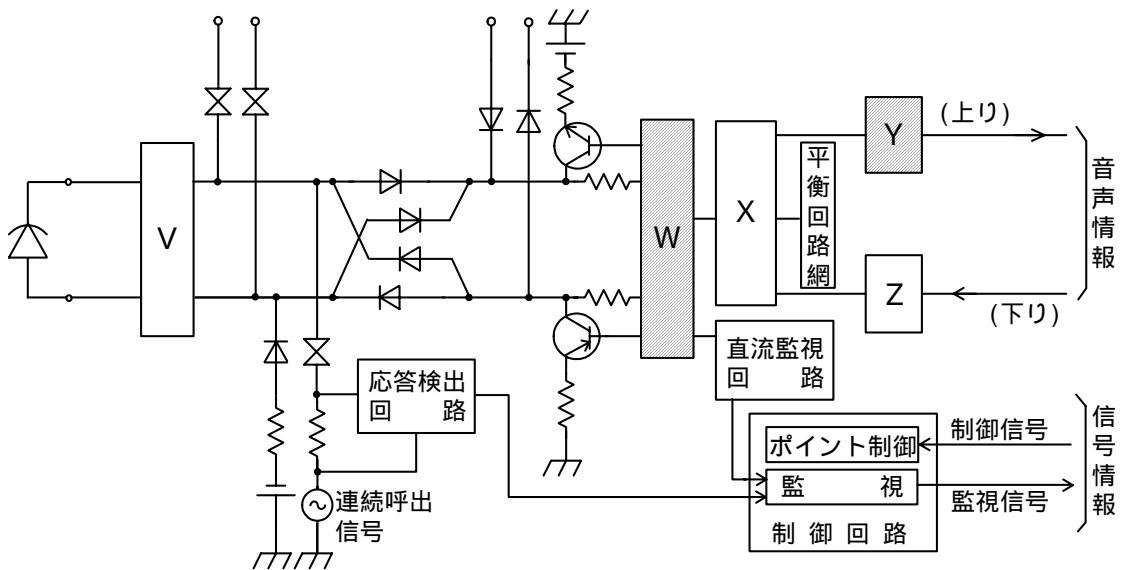 V
W
X
Y
Z
平衡回路網
(上り)
(下り)
音声情報
直流監視
回　　路
応答検出
回　　路
連続呼出
信号
ポイント制御
監　　視
制 御 回 路
制御信号
監視信号
信号情報